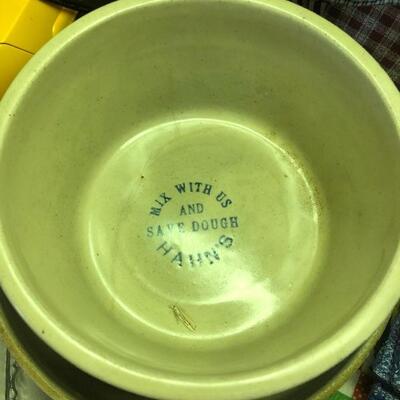 MIX WITH US
AND
SAVE DOUGH
HAHN'S